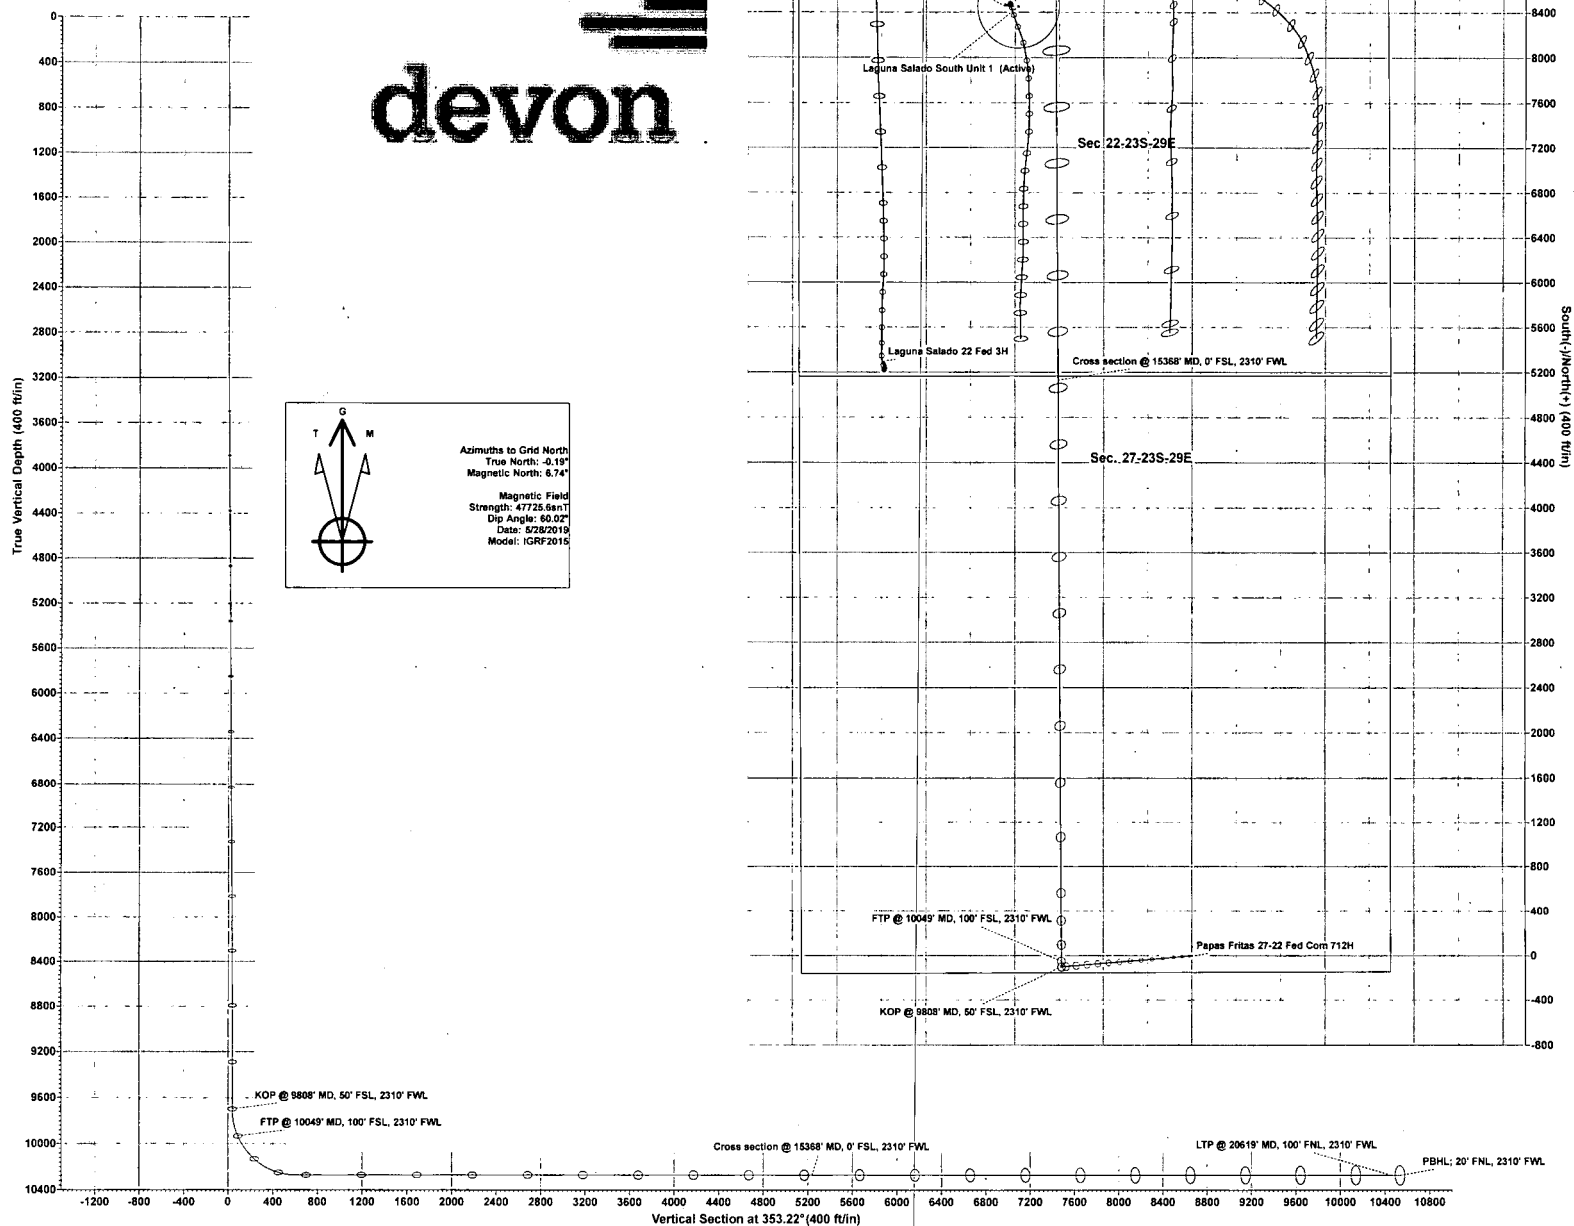 devon
True Vertical Depth (400 ft/in)
0
400
800
1200
1600
2000
2400
2800
3200
3600
4000
4400
4800
5200
5600
6000
6400
6800
7200
7600
8000
8400
8800
9200
9600
10000
10400
G
T M
Azimuths to Grid North
True North: -0.19°
Magnetic North: 6.74°
Magnetic Field
Strength: 47725.6snT
Dip Angle: 60.02°
Date: 5/28/2019
Model: IGRF2015
KOP @ 9808' MD, 50' FSL, 2310' FWL
FTP @ 10049' MD, 100' FSL, 2310' FWL
Cross section @ 15368' MD, 0' FSL, 2310' FWL
LTP @ 20619' MD, 100' FNL, 2310' FWL
PBHL; 20' FNL, 2310' FWL
-1200 -800 -400 0 400 800 1200 1600 2000 2400 2800 3200 3600 4000 4400 4800 5200 5600 6000 6400 6800 7200 7600 8000 8400 8800 9200 9600 10000 10400 10800
Vertical Section at 353.22° (400 ft/in)
Laguna Salado South Unit 1 (Active)
Sec 22-23S-29E
Laguna Salado 22 Fed 3H
Cross section @ 15368' MD, 0' FSL, 2310' FWL
Sec. 27-23S-29E
FTP @ 10049' MD, 100' FSL, 2310' FWL
Papas Fritas 27-22 Fed Com 712H
KOP @ 9808' MD, 50' FSL, 2310' FWL
8400
8000
7600
7200
6800
6400
6000
5600
5200
4800
4400
4000
3600
3200
2800
2400
2000
1600
1200
800
400
0
-400
-800
South(-)/North(+) (400 ft/in)